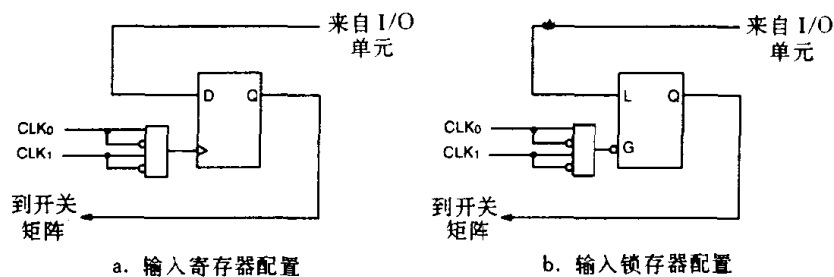 来自 I/O
单元
D Q
CLK₀
CLK₁
到开关
矩阵
a. 输入寄存器配置
来自 I/O
单元
L Q
CLK₀
CLK₁
G
到开关
矩阵
b. 输入锁存器配置